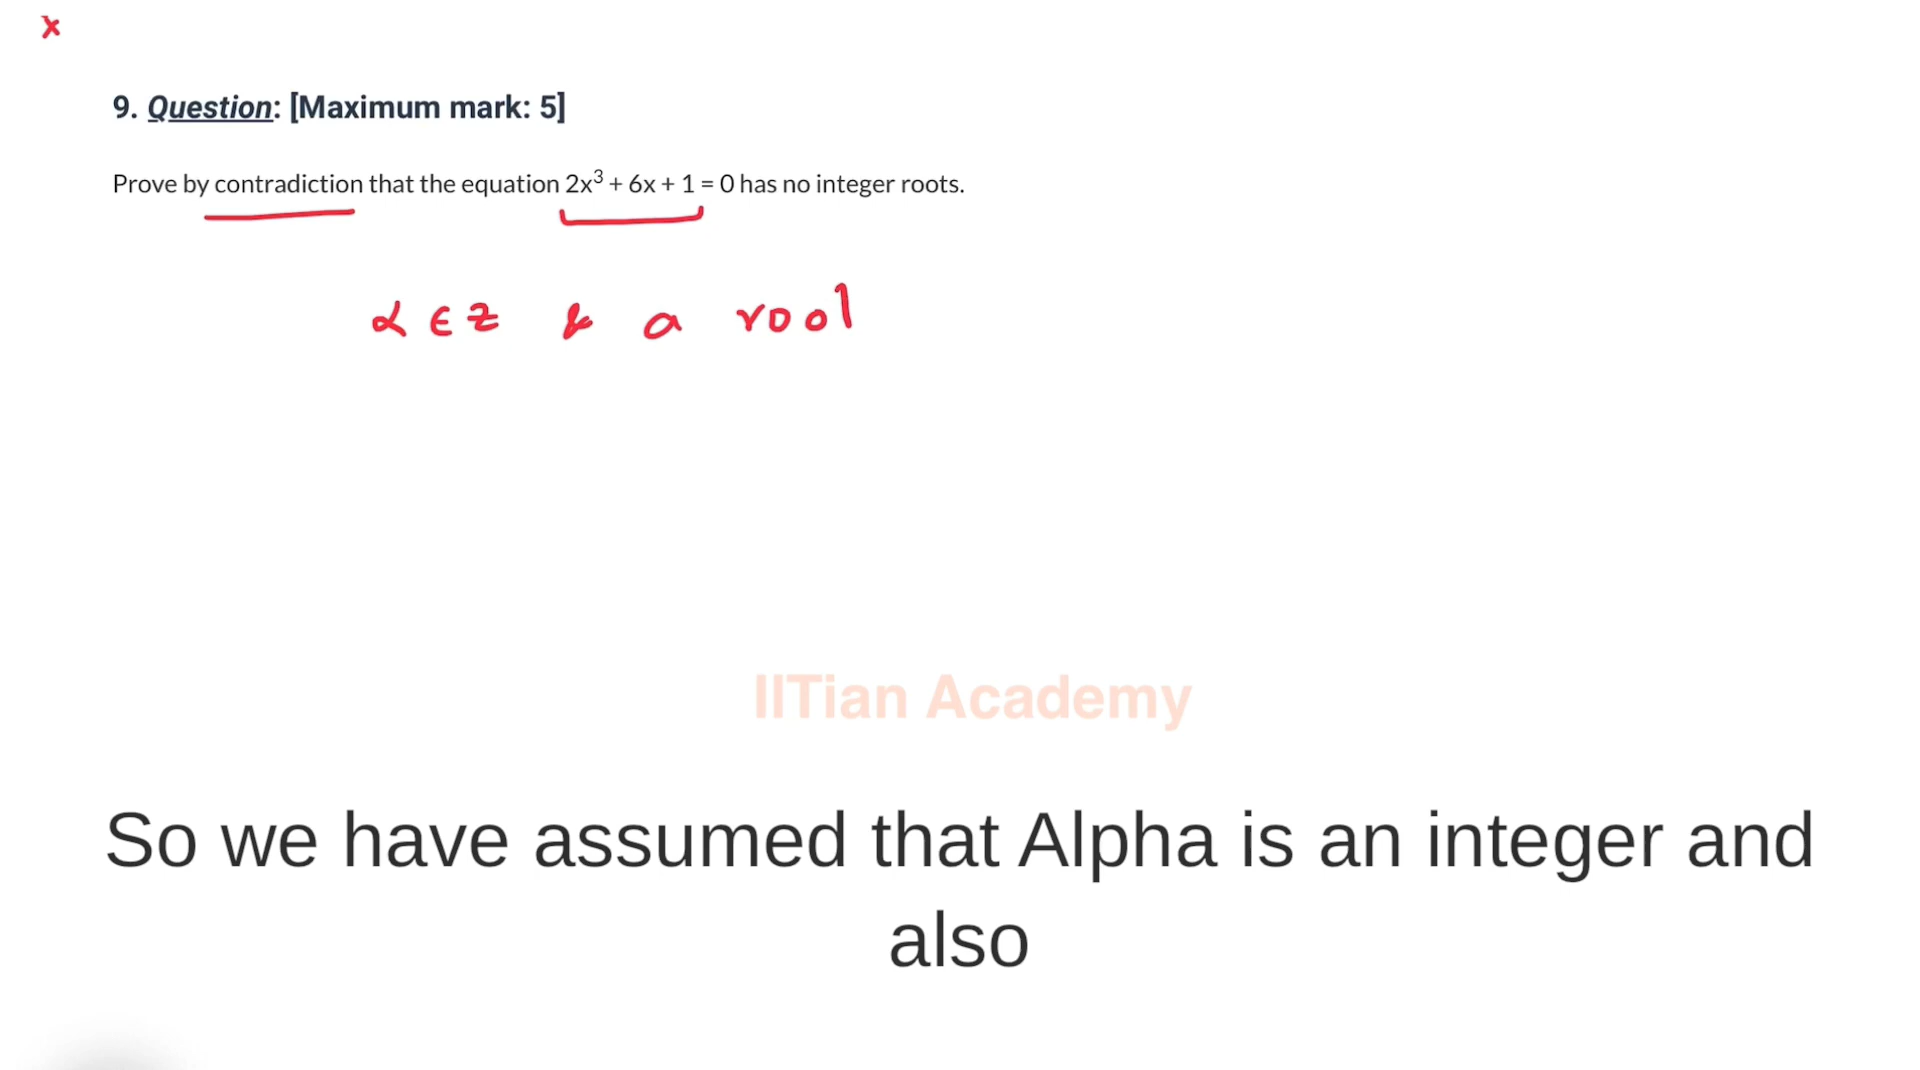 x
9. Question: [Maximum mark: 5]
Prove by contradiction that the equation 2x³ + 6x + 1 = 0 has no integer roots.
α ∈ z & a root
IITian Academy
So we have assumed that Alpha is an integer and
also